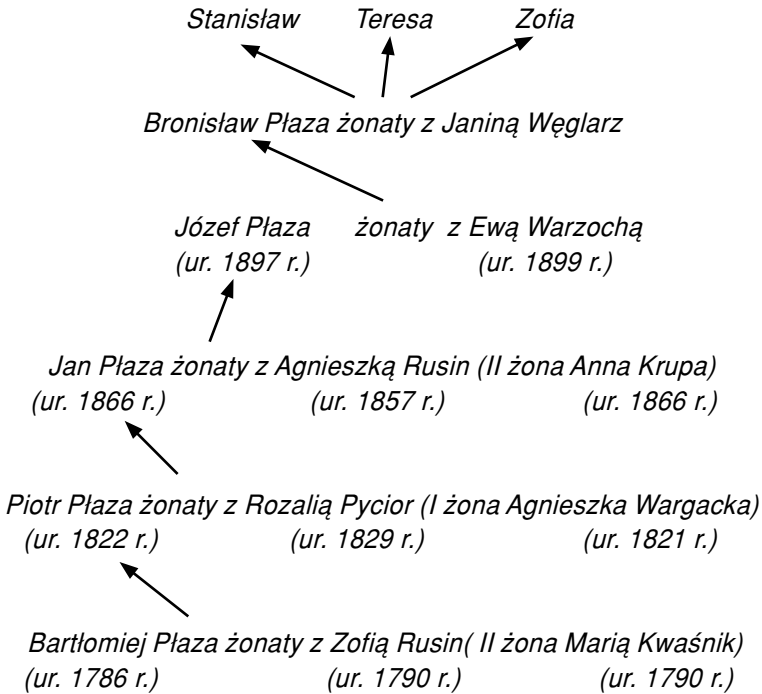 Stanisław Teresa Zofia
Bronisław Płaza żonaty z Janiną Węglarz
Józef Płaza żonaty z Ewą Warzochą
(ur. 1897 r.) (ur. 1899 r.)
Jan Płaza żonaty z Agnieszką Rusin (II żona Anna Krupa)
(ur. 1866 r.) (ur. 1857 r.) (ur. 1866 r.)
Piotr Płaza żonaty z Rozalią Pycior (I żona Agnieszka Wargacka)
(ur. 1822 r.) (ur. 1829 r.) (ur. 1821 r.)
Bartłomiej Płaza żonaty z Zofią Rusin( II żona Marią Kwaśnik)
(ur. 1786 r.) (ur. 1790 r.) (ur. 1790 r.)